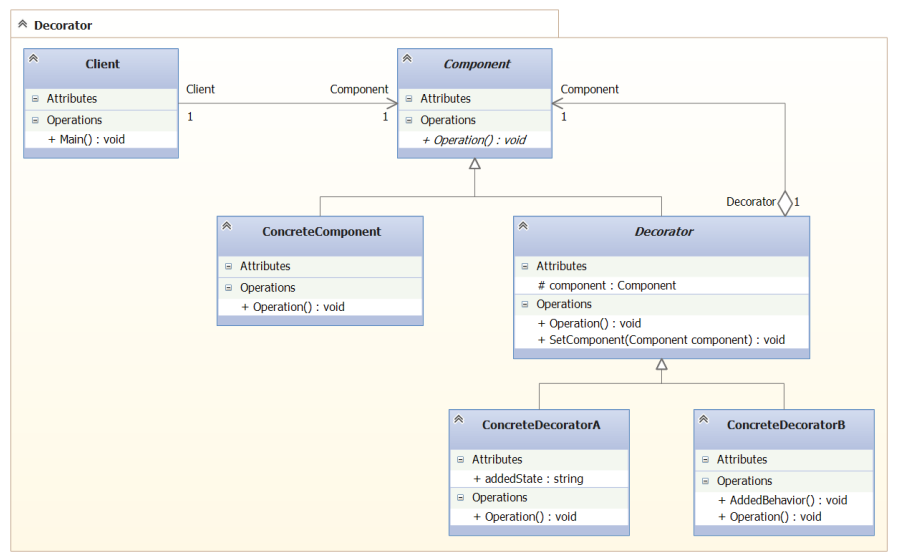 Decorator
Client
Attributes
Operations
+ Main() : void
Client
1
Component
1
Component
Attributes
Operations
+ Operation() : void
Component
1
Decorator
1
ConcreteComponent
Attributes
Operations
+ Operation() : void
Decorator
Attributes
# component : Component
Operations
+ Operation() : void
+ SetComponent(Component component) : void
ConcreteDecoratorA
Attributes
+ addedState : string
Operations
+ Operation() : void
ConcreteDecoratorB
Attributes
Operations
+ AddedBehavior() : void
+ Operation() : void